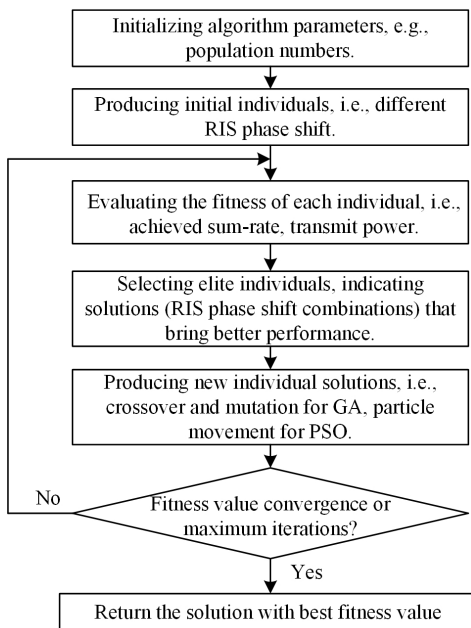 Initializing algorithm parameters, e.g.,
population numbers.
Producing initial individuals, i.e., different
RIS phase shift.
Evaluating the fitness of each individual, i.e.,
achieved sum-rate, transmit power.
Selecting elite individuals, indicating
solutions (RIS phase shift combinations) that
bring better performance.
Producing new individual solutions, i.e.,
crossover and mutation for GA, particle
movement for PSO.
No
Fitness value convergence or
maximum iterations?
Yes
Return the solution with best fitness value